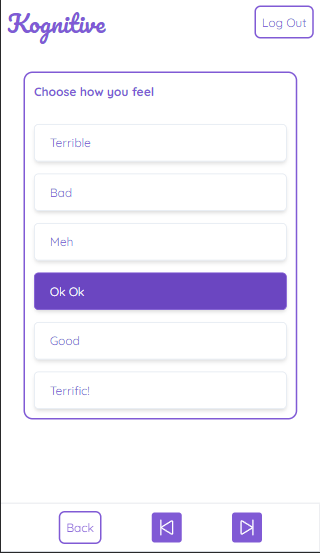 Kognitive
Log Out
Choose how you feel
Terrible
Bad
Meh
Ok Ok
Good
Terrific!
Back